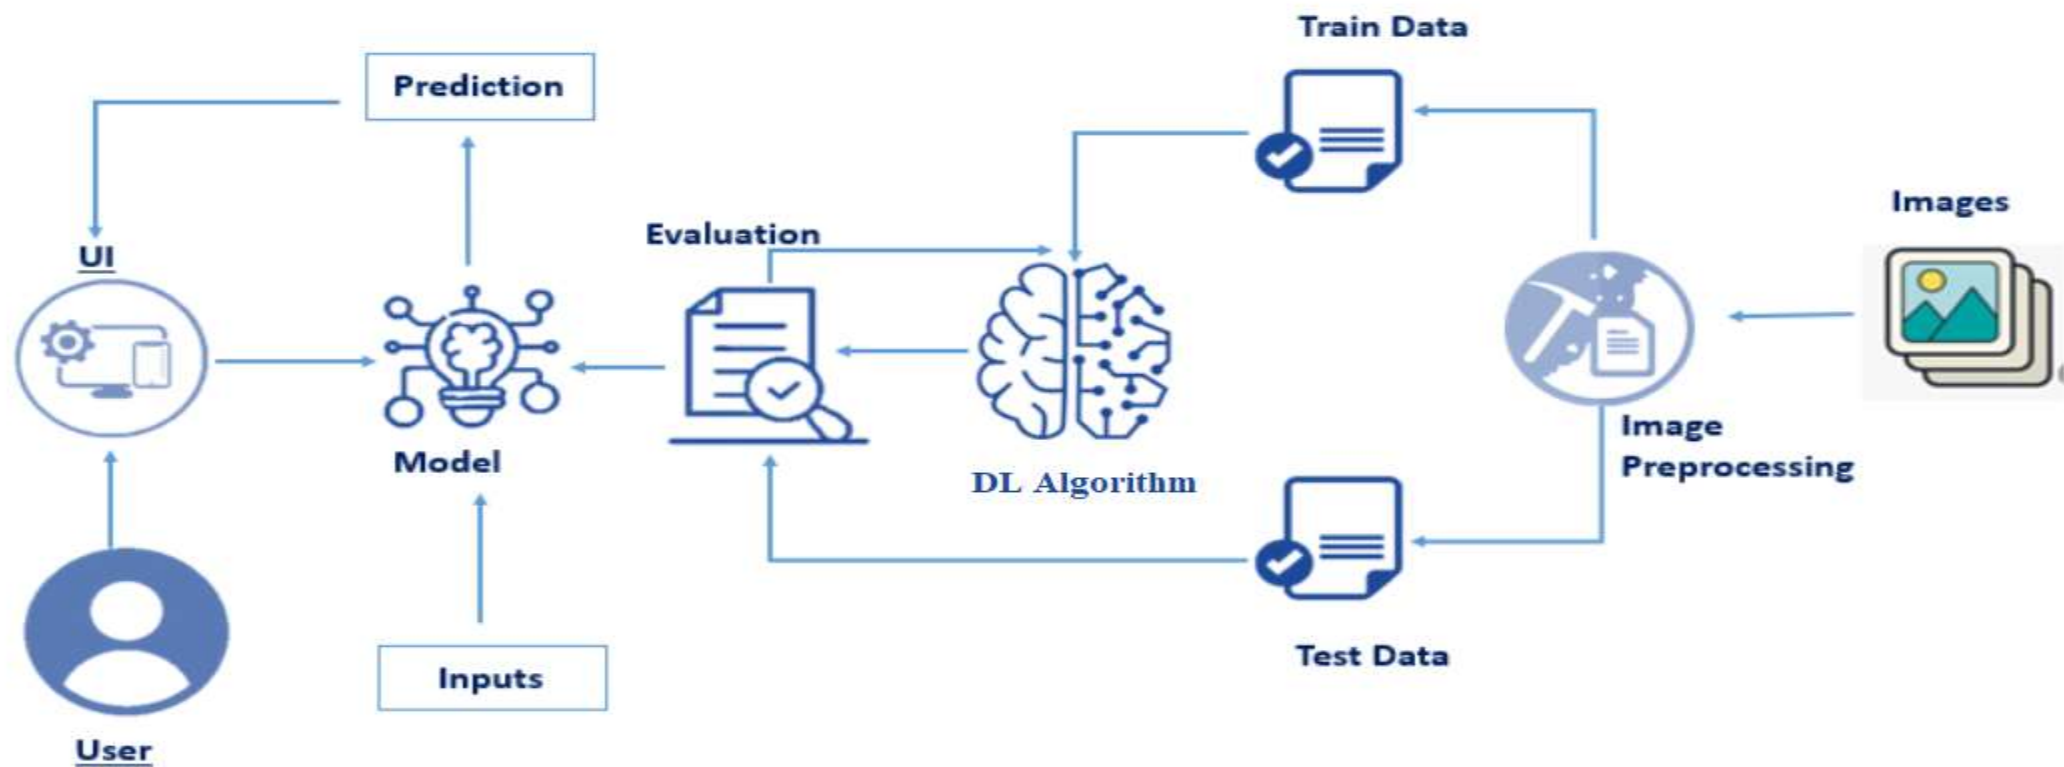 Train Data
Prediction
Images
Evaluation
UI
Image
Preprocessing
Model
DL Algorithm
Test Data
Inputs
User